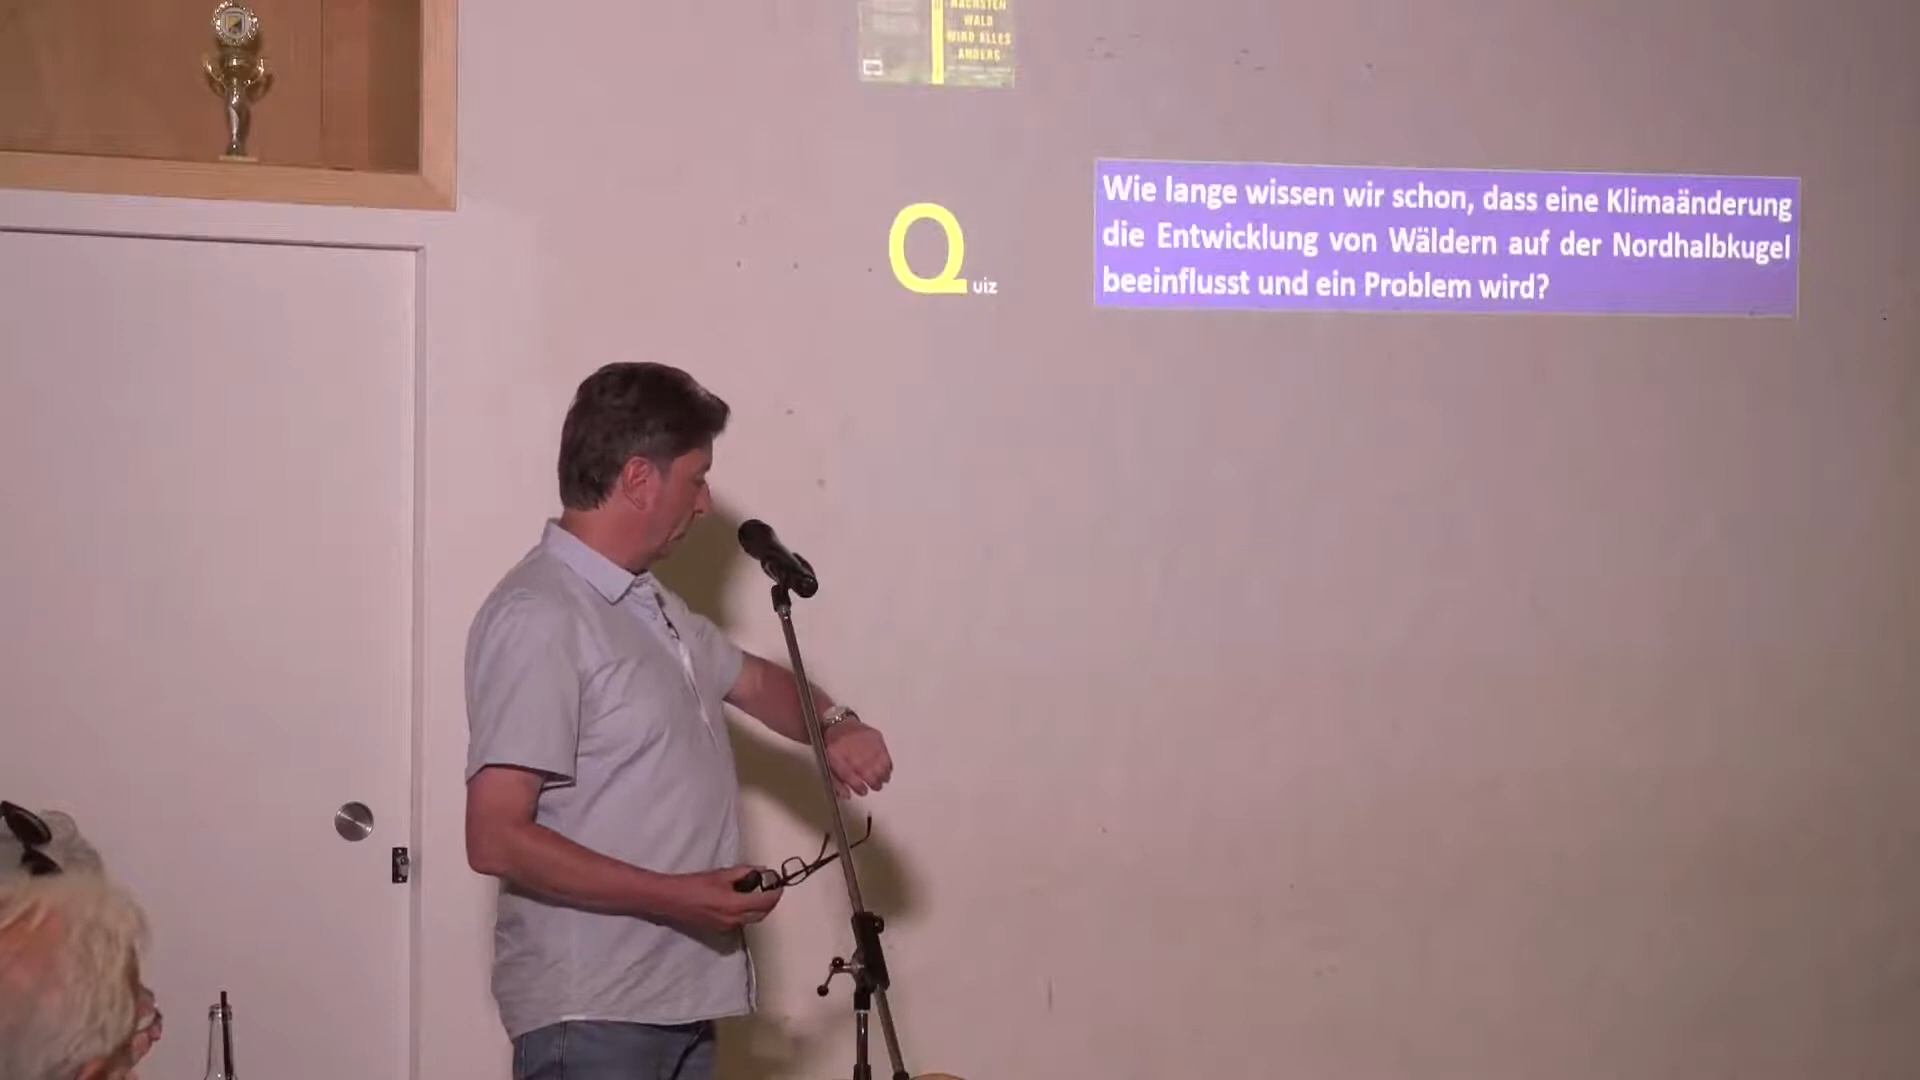 NÄCHSTEN
WALD
WIRD ALLES
ANDERS
Quiz
Wie lange wissen wir schon, dass eine Klimaänderung
die Entwicklung von Wäldern auf der Nordhalbkugel
beeinflusst und ein Problem wird?